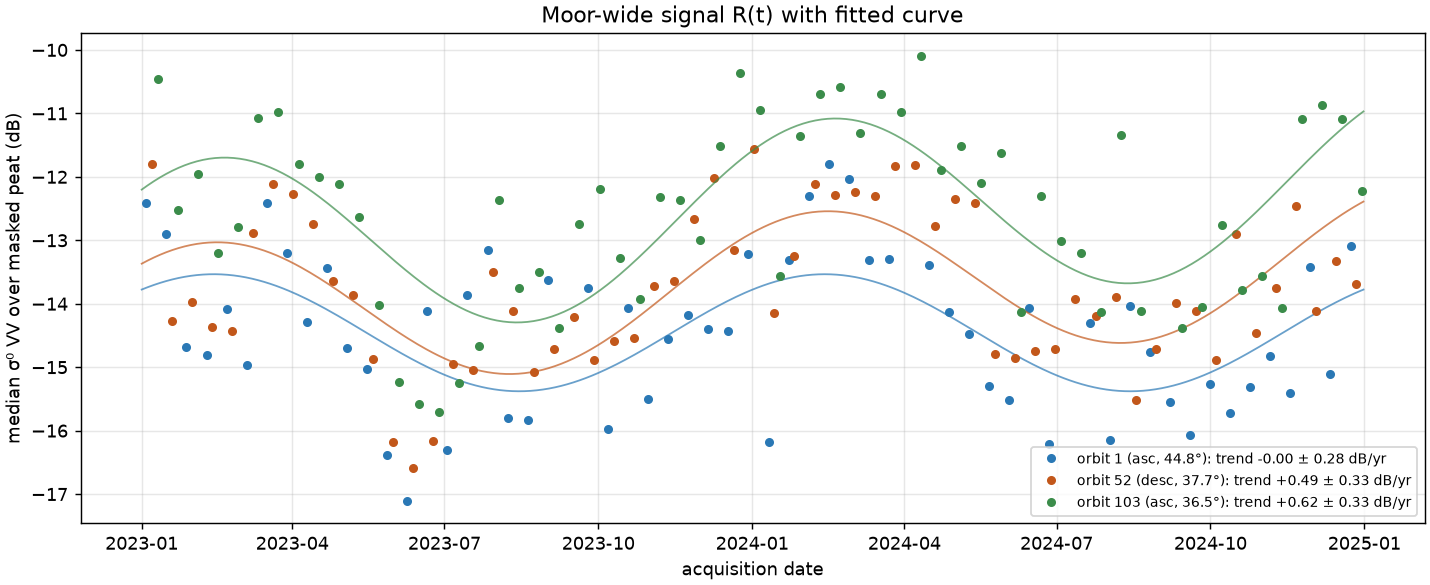 Moor-wide signal R(t) with fitted curve
−10
−11
−12
−13
−14
−15
−16
−17
median σ⁰ VV over masked peat (dB)
orbit 1 (asc, 44.8°): trend -0.00 ± 0.28 dB/yr
orbit 52 (desc, 37.7°): trend +0.49 ± 0.33 dB/yr
orbit 103 (asc, 36.5°): trend +0.62 ± 0.33 dB/yr
2023-01 2023-04 2023-07 2023-10 2024-01 2024-04 2024-07 2024-10 2025-01
acquisition date